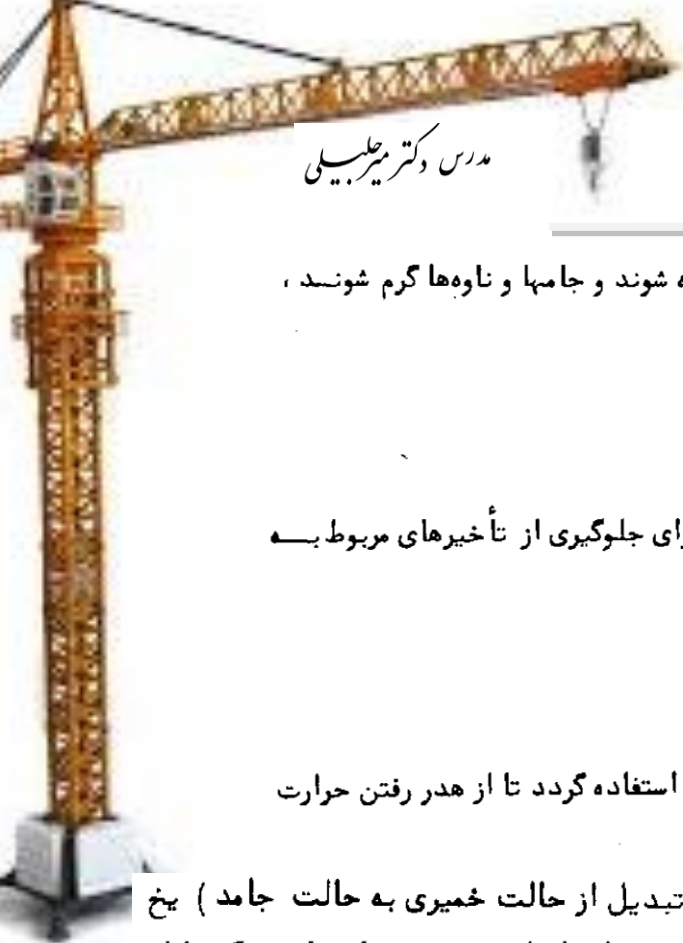 مدرس دکتر میرجلیلی
ه شوند و جامها و ناوه‌ها گرم شونـد ،
رای جلوگیری از تأخیرهای مربوط بـه
استفاده گردد تا از هدر رفتن حرارت
تبدیل از حالت خمیری به حالت جامد ) یخ